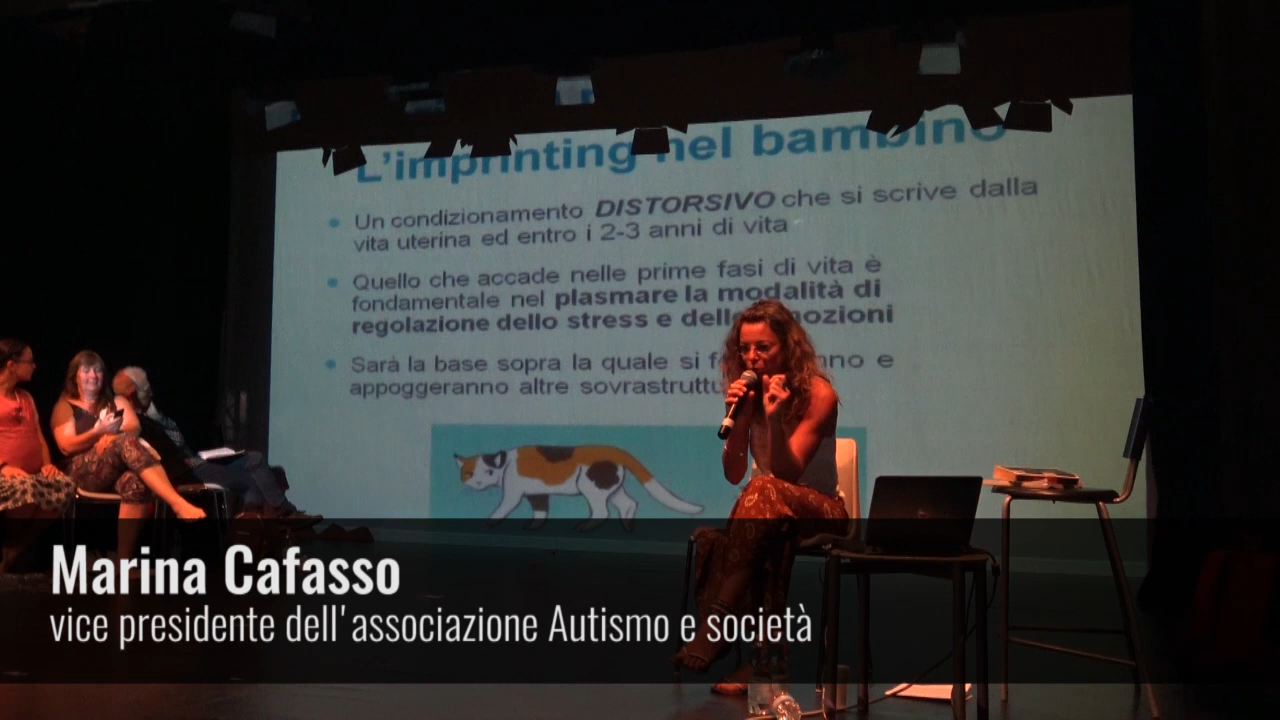 L'imprinting nel bambino
Un condizionamento DISTORSIVO che si scrive dalla
vita uterina ed entro i 2-3 anni di vita
Quello che accade nelle prime fasi di vita è
fondamentale nel plasmare la modalità di
regolazione dello stress e delle emozioni
Sarà la base sopra la quale si e
appoggeranno altre
Marina Cafasso
vice presidente dell'associazione Autismo e società